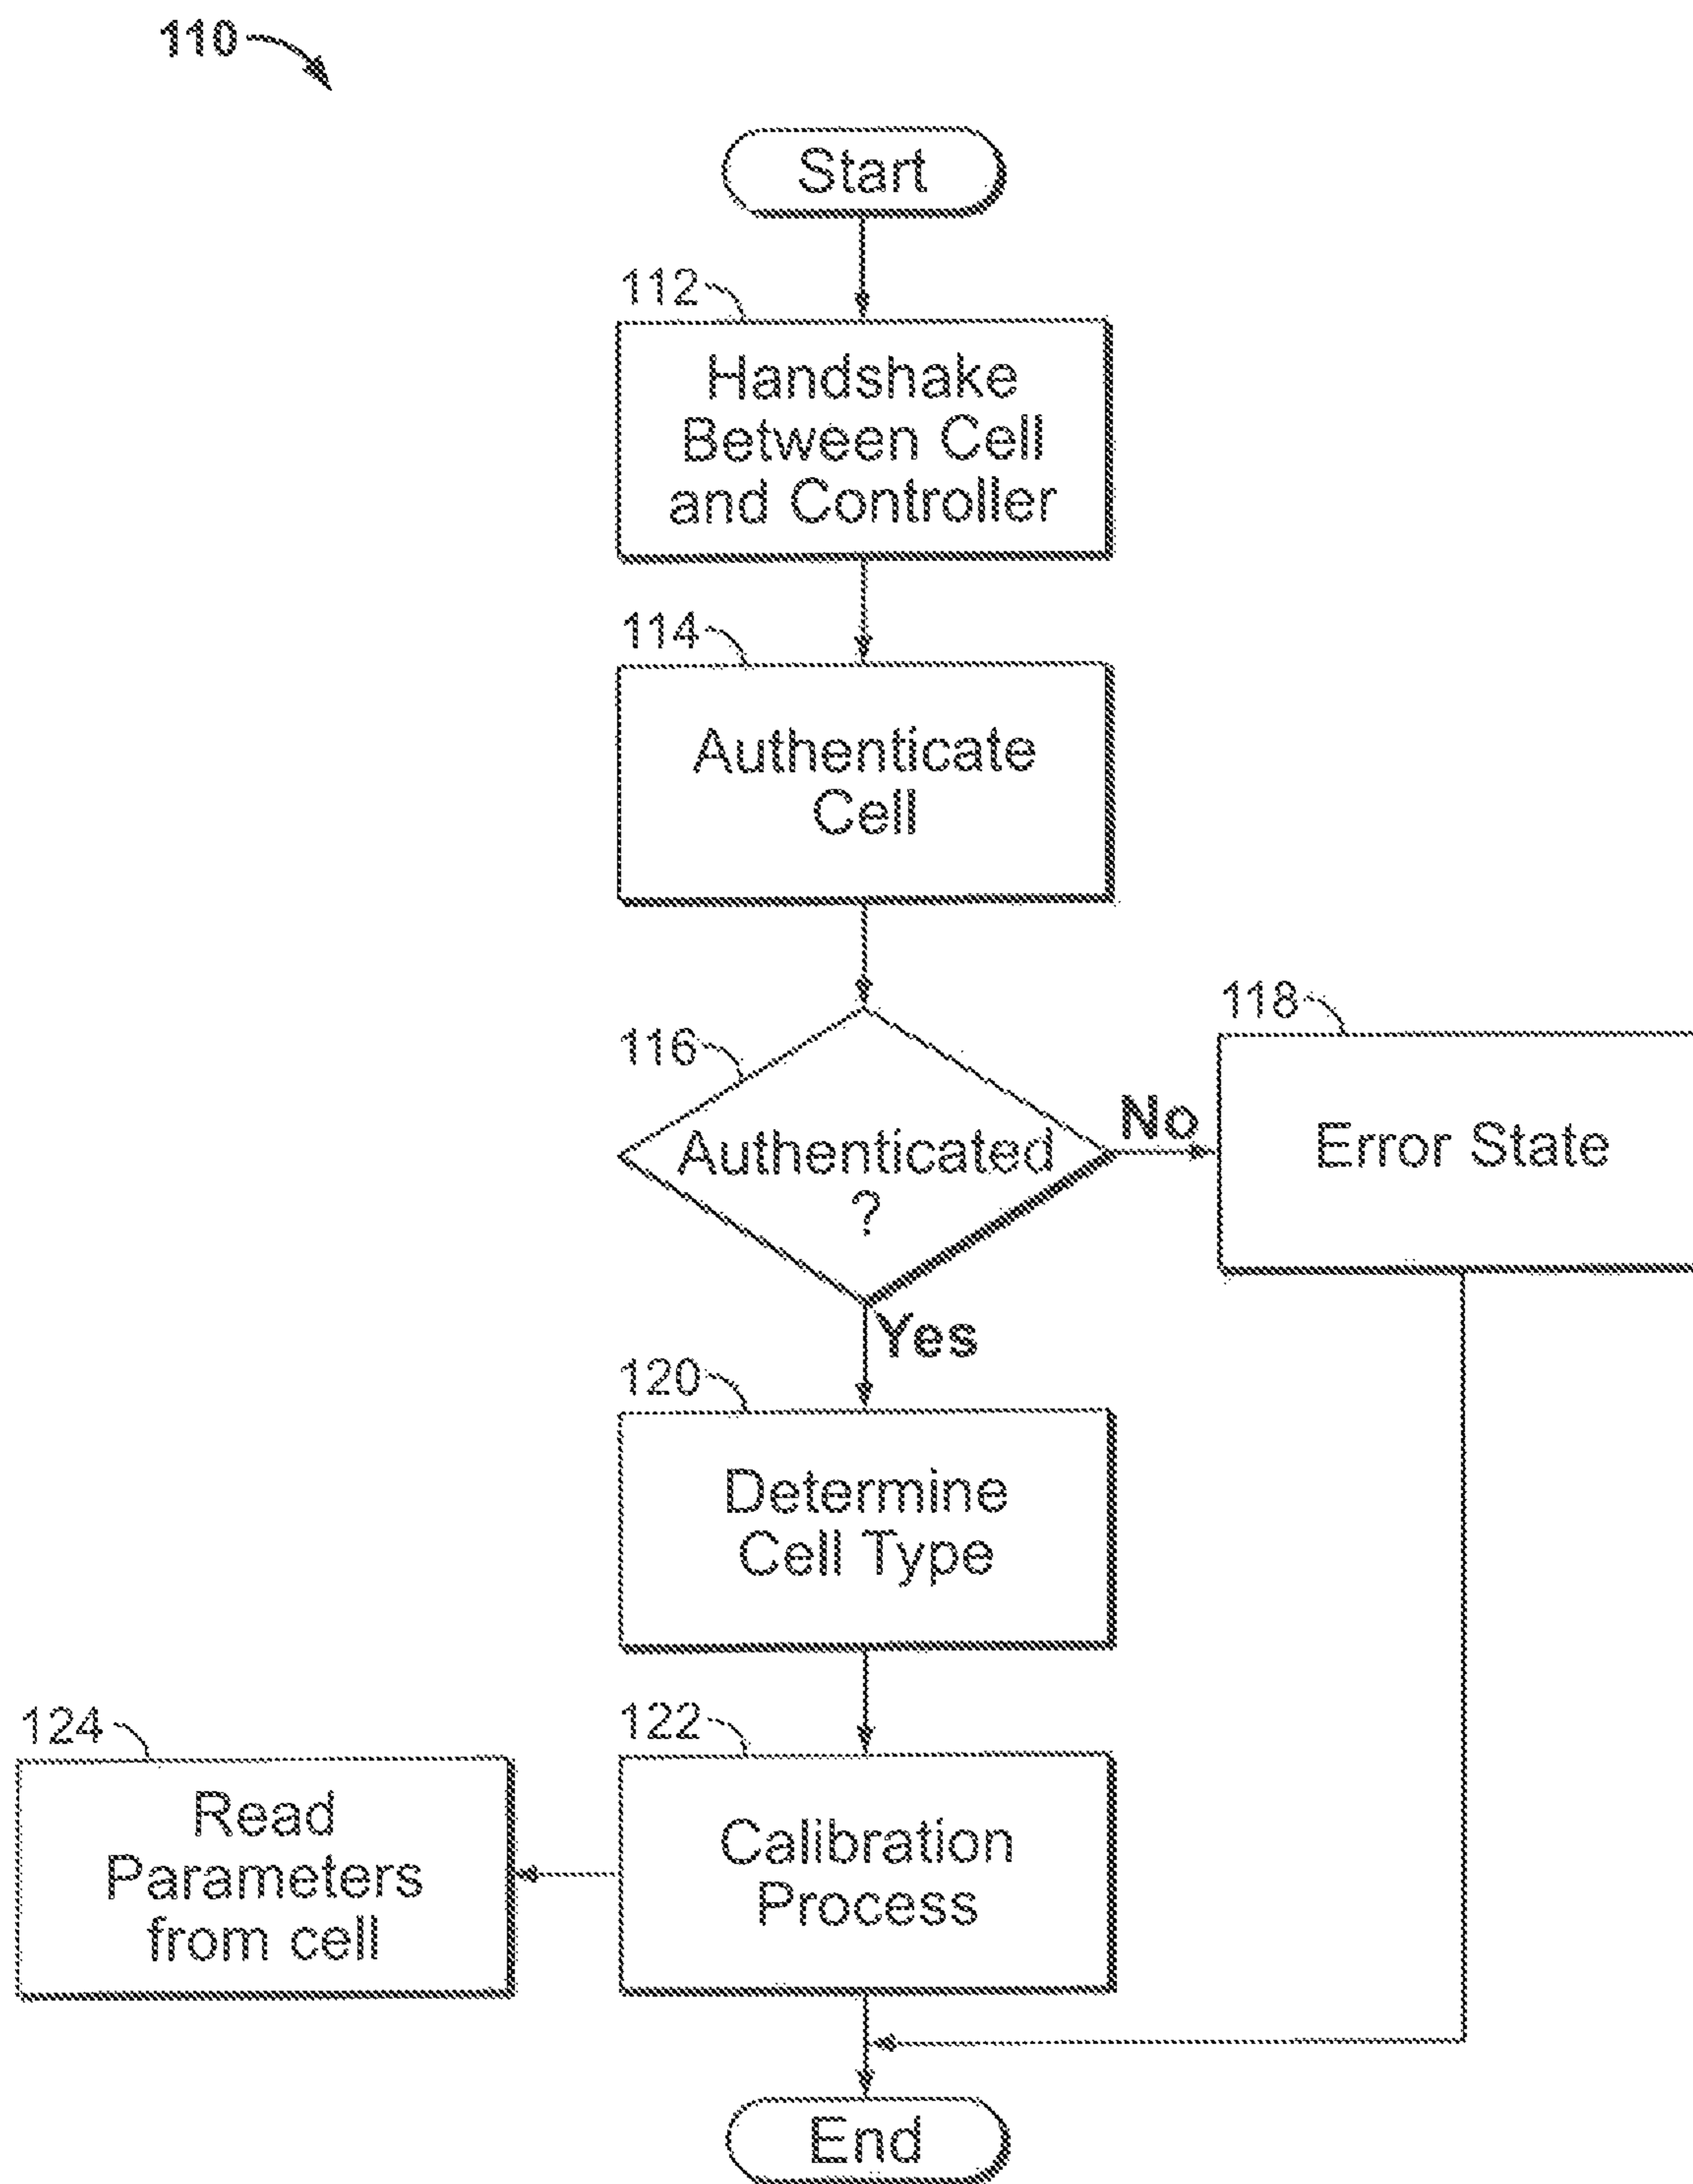 110
Start
112
Handshake
Between Cell
and Controller
114
Authenticate
Cell
116
Authenticated
?
No
118
Error State
Yes
120
Determine
Cell Type
124
Read
Parameters
from cell
122
Calibration
Process
End